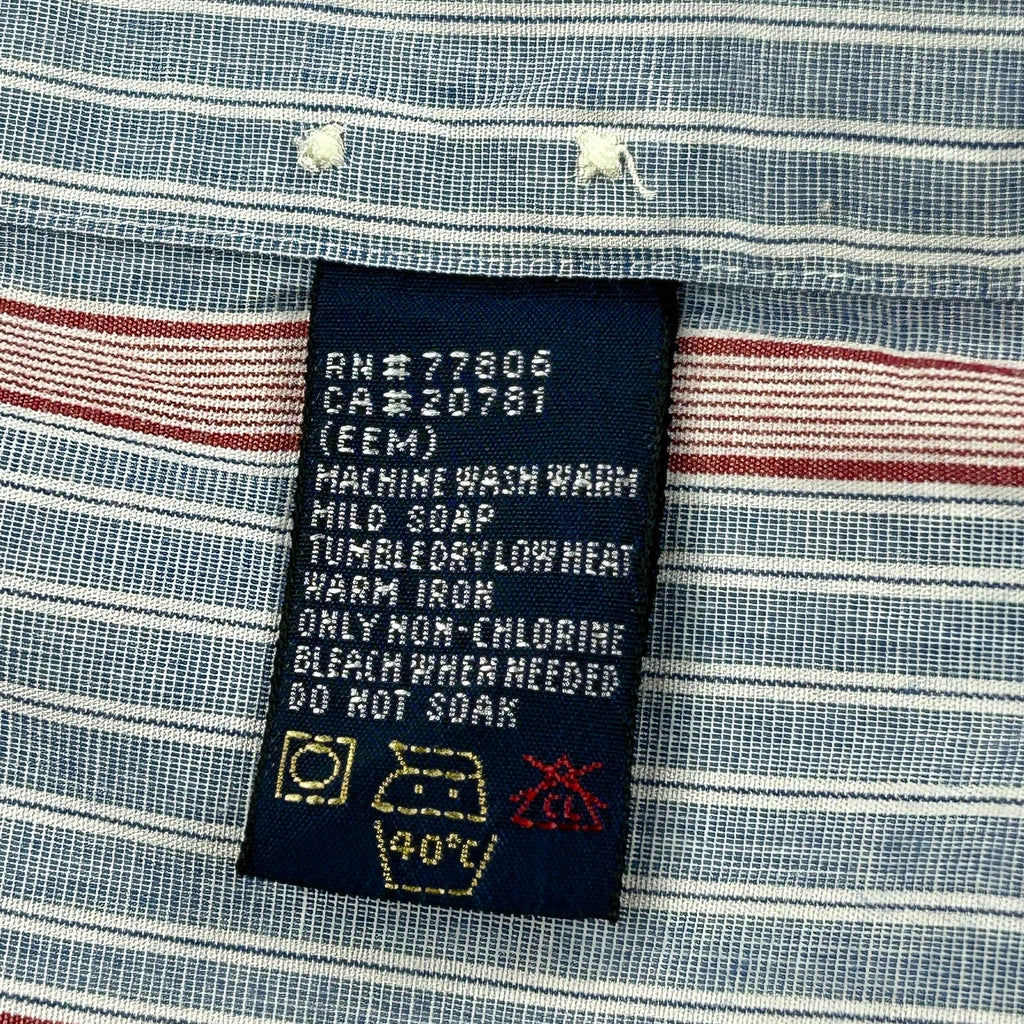 RN#77806
CA#20781
(EEM)
MACHINE WASH WARM
MILD SOAP
TUMBLE DRY LOW HEAT
WARM IRON
ONLY NON-CHLORINE
BLEACH WHEN NEEDED
DO NOT SOAK
CL
40°C